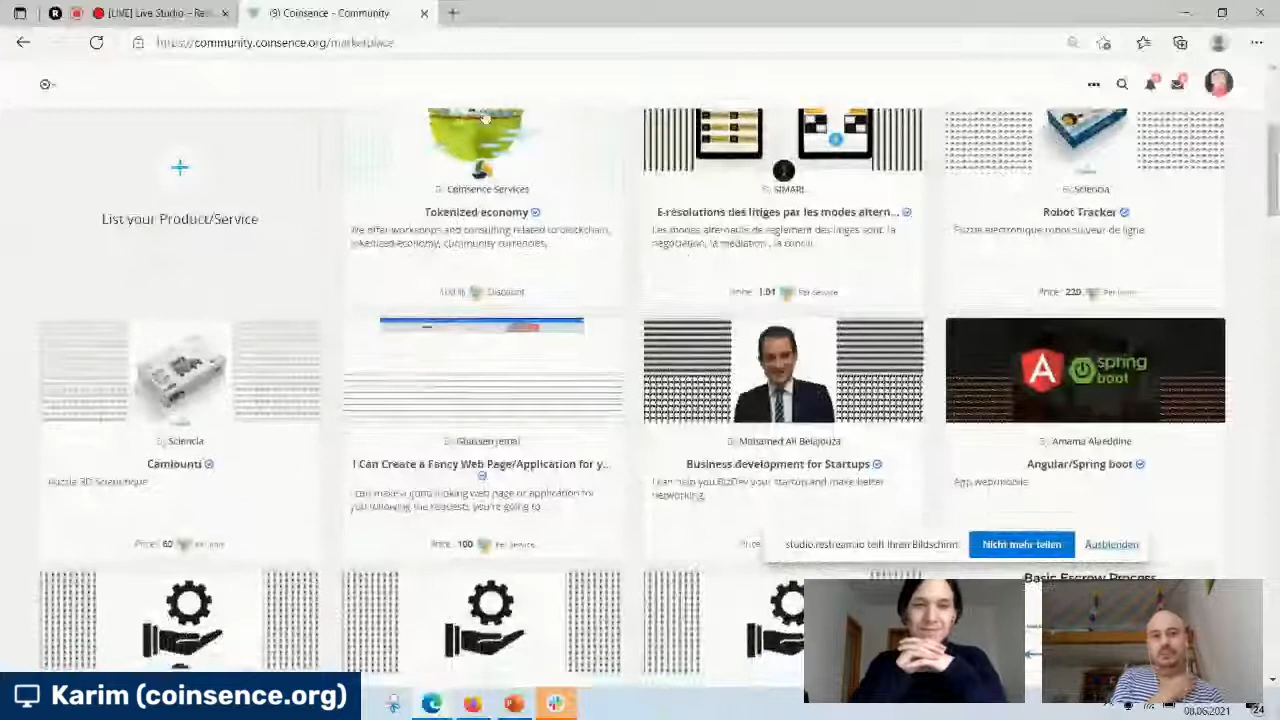 [LIVE] Live Studio – Re...
(9) Coinsence - Community
https://community.coinsence.org/marketplace
List your Product/Service
By Coinsence Services
Tokenized economy
We offer workshops and consulting related to blockchain,
tokenized economy, community currencies,
Discount
E-résolutions des litiges par les modes altern...
Les modes alternatifs de règlement des litiges sont, la
négociation, la médiation, la concil...
Price: 1.01 Per service
By Sciencia
Robot Tracker
Puzzle électronique robot suiveur de ligne
Price: 220
By Sciencia
Camiounti
Puzzle 3D Scientifique
Price: 60
By Ghassen Jemai
I Can Create a Fancy Web Page/Application for y...
I can make a good looking web page or application for
you following the requests you're going to
Price: 100 Per Service
By Mohamed Ali Belajouza
Business development for Startups
I can help you BizDev your startup and make better
networking
Price
spring
boot
By Amama Alaeddine
Angular/Spring boot
App web/mobile
studio.restream.io teilt Ihren Bildschirm.
Nicht mehr teilen
Ausblenden
Basic Escrow Process
Karim (coinsence.org)
08.06.2021
24